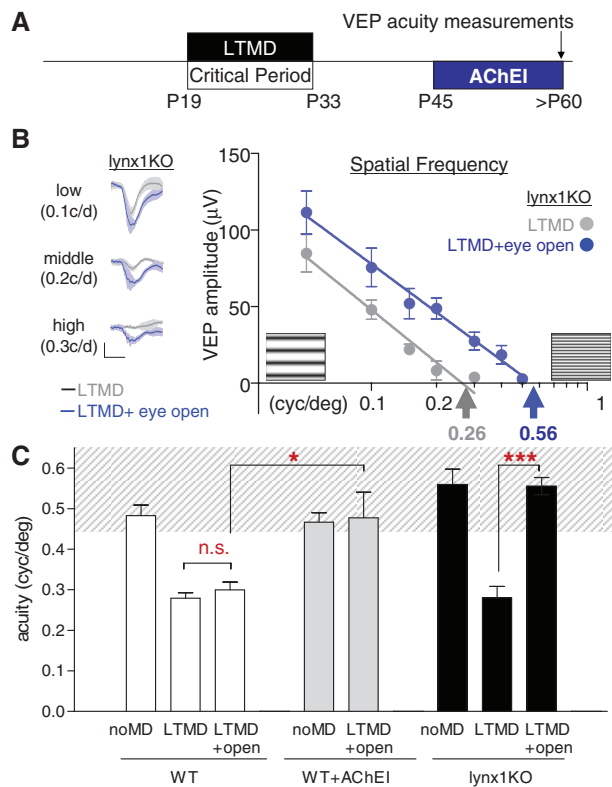 A
VEP acuity measurements
LTMD
Critical Period
AChEI
P19
P33
P45
>P60
B
lynx1KO
low
(0.1c/d)
middle
(0.2c/d)
high
(0.3c/d)
LTMD
LTMD+ eye open
Spatial Frequency
lynx1KO
LTMD
LTMD+eye open
VEP amplitude (μV)
150
100
50
0
(cyc/deg)
0.1
0.2
1
0.26
0.56
C
acuity (cyc/deg)
0.6
0.5
0.4
0.3
0.2
0.1
0.0
n.s.
*
***
noMD LTMD LTMD
+open
noMD LTMD
+open
noMD LTMD LTMD
+open
WT
WT+AChEI
lynx1KO